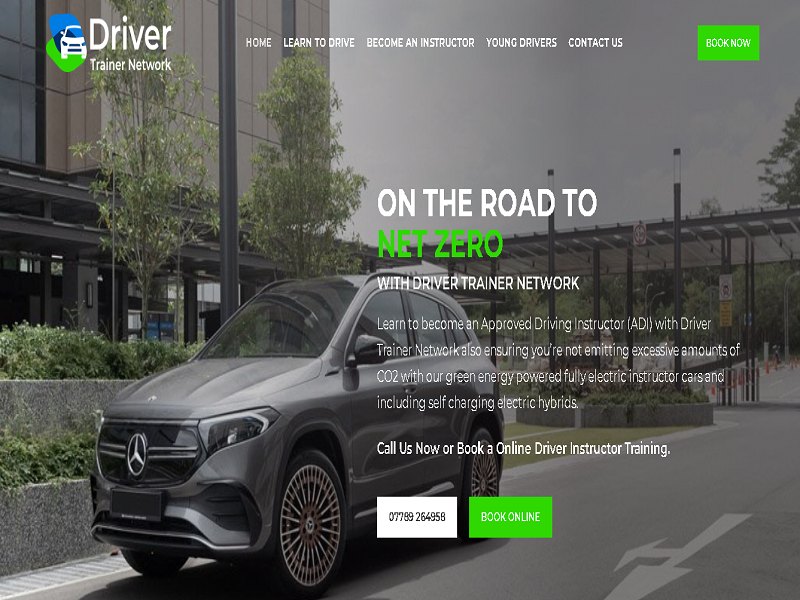 Driver
Trainer Network
HOME LEARN TO DRIVE BECOME AN INSTRUCTOR YOUNG DRIVERS CONTACT US
BOOK NOW
ON THE ROAD TO
NET ZERO
WITH DRIVER TRAINER NETWORK
Learn to become an Approved Driving Instructor (ADI) with Driver
Trainer Network also ensuring you're not emitting excessive amounts of
CO2 with our green energy powered fully electric instructor cars and
including self charging electric hybrids.
Call Us Now or Book a Online Driver Instructor Training.
07789 264958
BOOK ONLINE